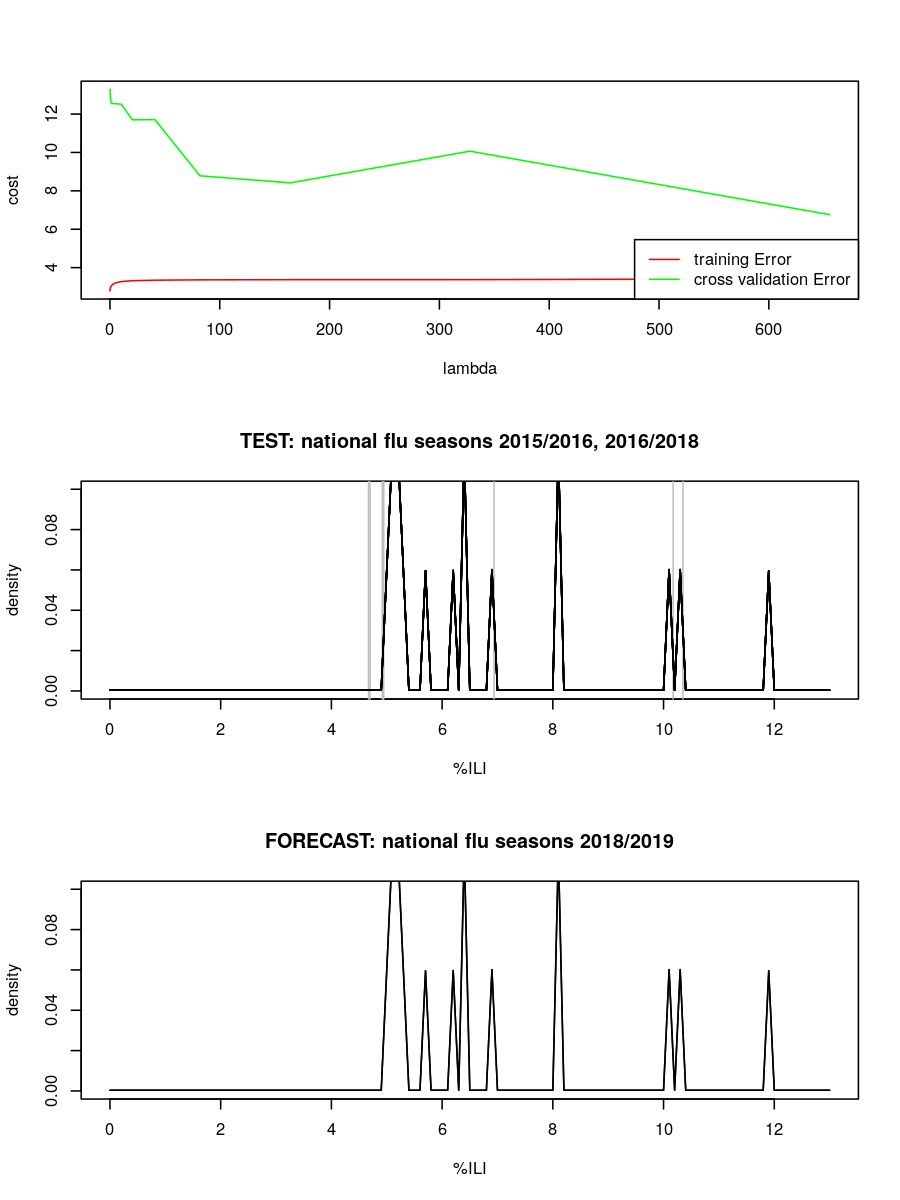 12
10
8
6
4
cost
training Error
cross validation Error
0 100 200 300 400 500 600
lambda
TEST: national flu seasons 2015/2016, 2016/2018
0.08
0.04
0.00
density
0 2 4 6 8 10 12
%ILI
FORECAST: national flu seasons 2018/2019
0.08
0.04
0.00
density
0 2 4 6 8 10 12
%ILI